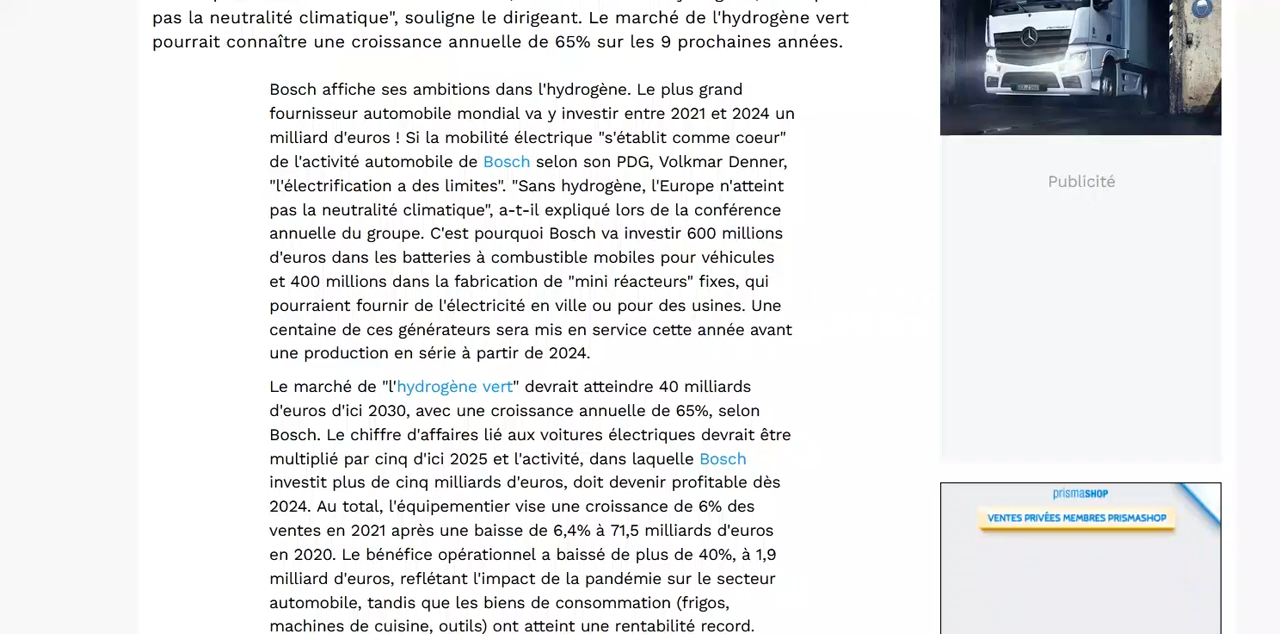 pas la neutralité climatique", souligne le dirigeant. Le marché de l'hydrogène vert
pourrait connaître une croissance annuelle de 65% sur les 9 prochaines années.
Bosch affiche ses ambitions dans l'hydrogène. Le plus grand
fournisseur automobile mondial va y investir entre 2021 et 2024 un
milliard d'euros ! Si la mobilité électrique "s'établit comme coeur"
de l'activité automobile de Bosch selon son PDG, Volkmar Denner,
"l'électrification a des limites". "Sans hydrogène, l'Europe n'atteint
pas la neutralité climatique", a-t-il expliqué lors de la conférence
annuelle du groupe. C'est pourquoi Bosch va investir 600 millions
d'euros dans les batteries à combustible mobiles pour véhicules
et 400 millions dans la fabrication de "mini réacteurs" fixes, qui
pourraient fournir de l'électricité en ville ou pour des usines. Une
centaine de ces générateurs sera mis en service cette année avant
une production en série à partir de 2024.
Le marché de "l'hydrogène vert" devrait atteindre 40 milliards
d'euros d'ici 2030, avec une croissance annuelle de 65%, selon
Bosch. Le chiffre d'affaires lié aux voitures électriques devrait être
multiplié par cinq d'ici 2025 et l'activité, dans laquelle Bosch
investit plus de cinq milliards d'euros, doit devenir profitable dès
2024. Au total, l'équipementier vise une croissance de 6% des
ventes en 2021 après une baisse de 6,4% à 71,5 milliards d'euros
en 2020. Le bénéfice opérationnel a baissé de plus de 40%, à 1,9
milliard d'euros, reflétant l'impact de la pandémie sur le secteur
automobile, tandis que les biens de consommation (frigos,
machines de cuisine, outils) ont atteint une rentabilité record.
Publicité
prismaSHOP
VENTES PRIVÉES MEMBRES PRISMASHOP